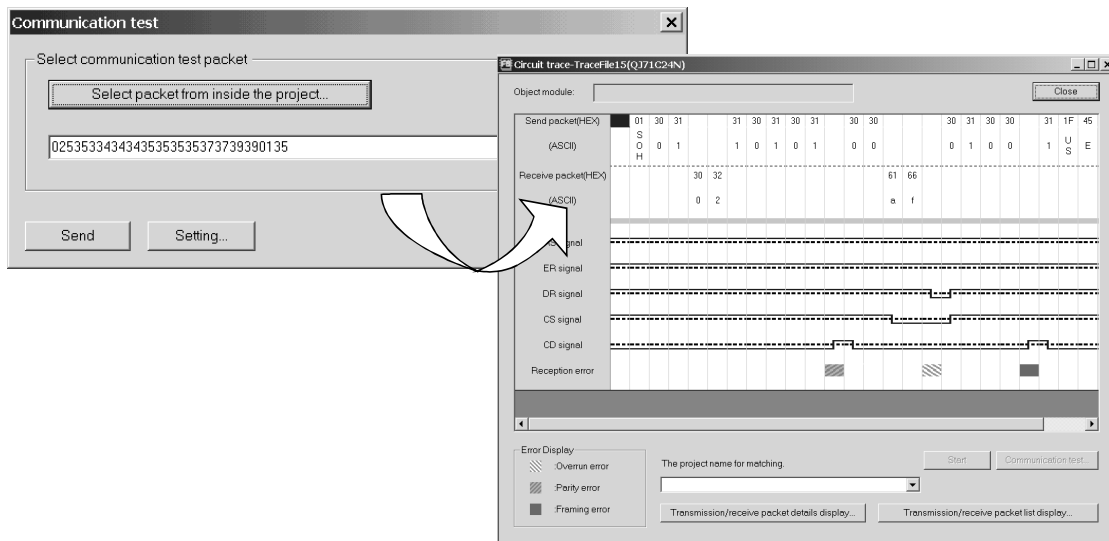 Communication test
Select communication test packet
Select packet from inside the project...
02535334343435353535373739390135
Send
Setting...
Circuit trace-TraceFile15(QJ71C24N)
Object module:
Close
Send packet(HEX) 01 30 31 31 30 31 30 31 30 30 30 31 30 30 31 1F 45
(ASCII) SOH 0 1 1 0 1 0 1 0 0 0 1 0 0 1 US E
Receive packet(HEX) 30 32 61 66
(ASCII) 0 2 a f
signal
ER signal
DR signal
CS signal
CD signal
Reception error
Error Display
:Overrun error
:Parity error
:Framing error
The project name for matching.
Start
Communication test...
Transmission/receive packet details display...
Transmission/receive packet list display...